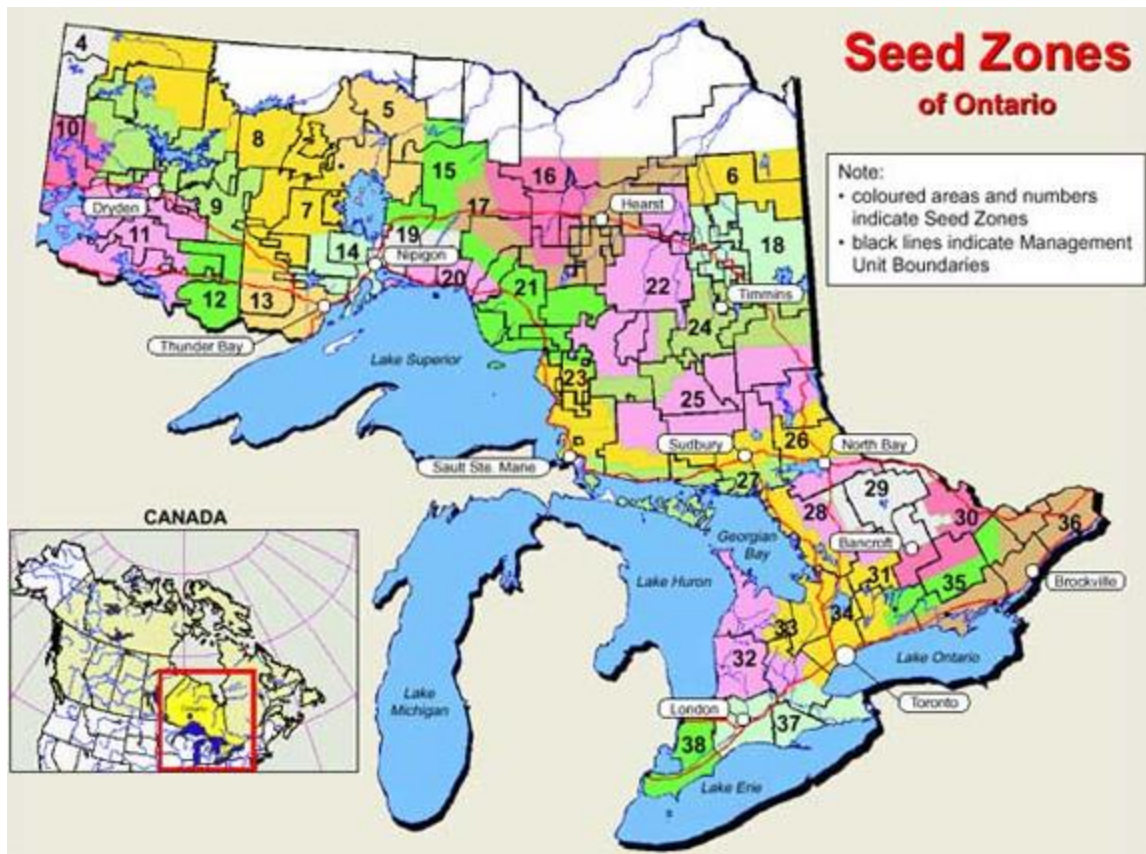 Seed Zones
of Ontario
Note:
• coloured areas and numbers
indicate Seed Zones
• black lines indicate Management
Unit Boundaries
4
5
8
10
15
16
6
Hearst
Dryden
9
7
17
18
11
14
19
Nipigon
20
21
22
12
13
Timmins
24
Thunder Bay
Lake Superior
23
25
Sudbury
26
North Bay
Sault Ste. Marie
27
28
29
30
36
CANADA
Georgian
Bay
Bancroft
Lake Huron
31
35
Brockville
34
33
32
Lake Ontario
Lake
Michigan
London
37
Toronto
38
Lake Erie